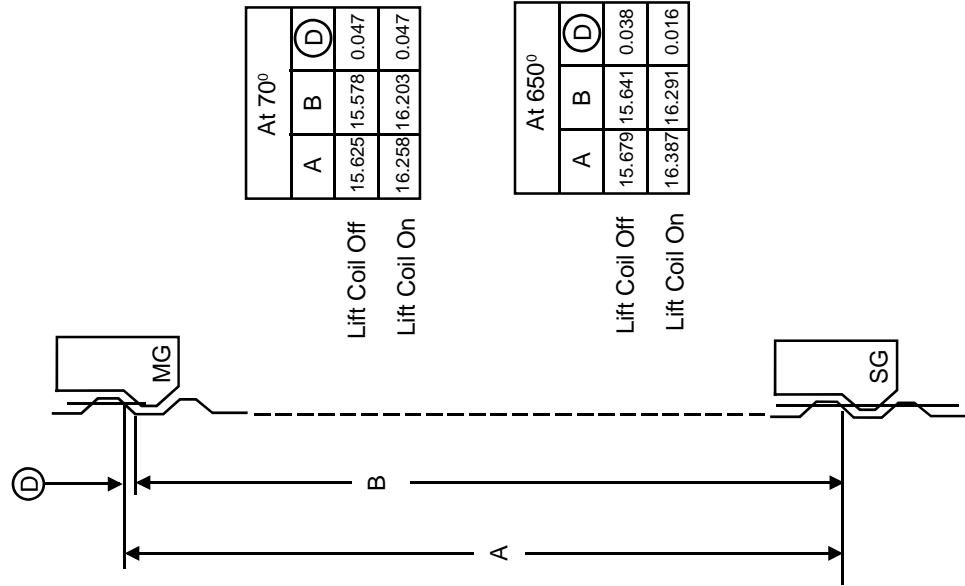 At 70⁰
A B D
Lift Coil Off 15.625 15.578 0.047
Lift Coil On 16.258 16.203 0.047
At 650⁰
A B D
Lift Coil Off 15.679 15.641 0.038
Lift Coil On 16.387 16.291 0.016
MG
SG
D
B
A